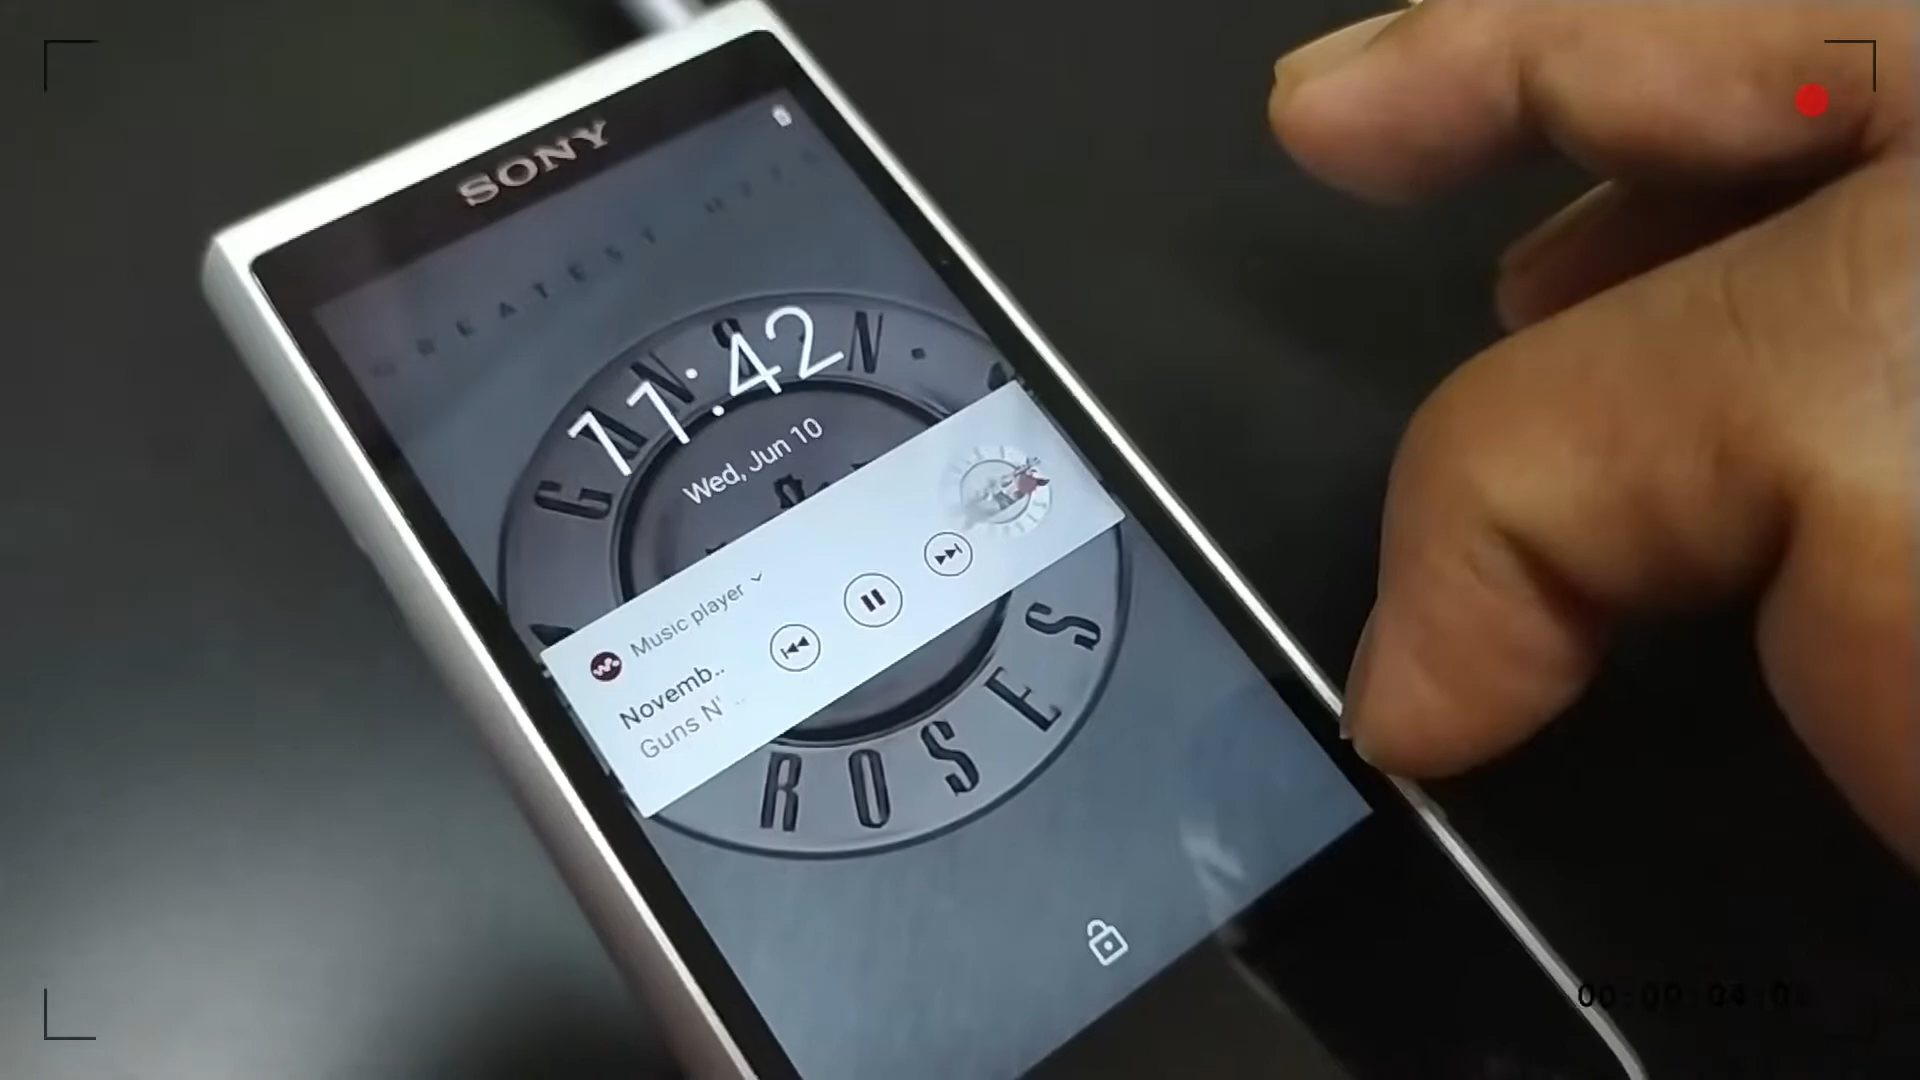 SONY
GREATEST HITS
GUNS N'
11:42
Wed, Jun 10
Music player
Novemb..
Guns N' ..
ROSES